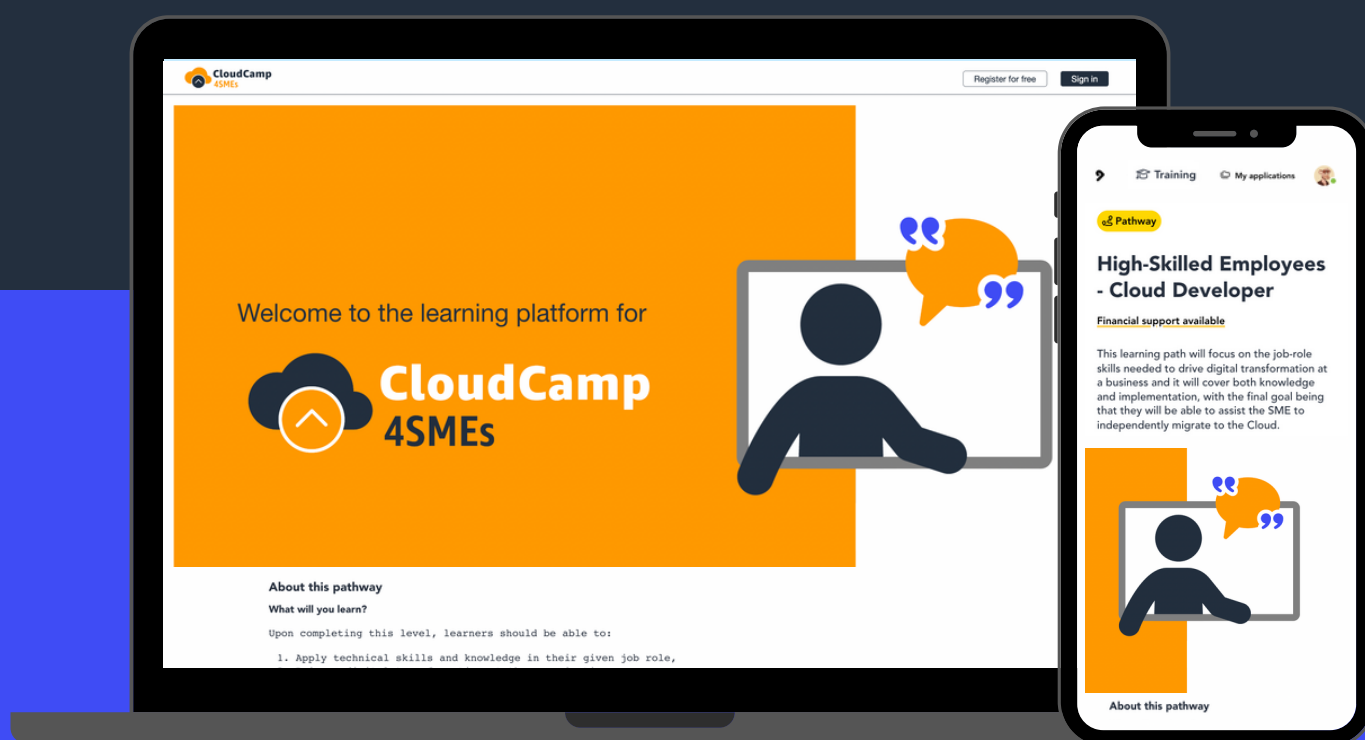 CloudCamp
4SMEs
Register for free
Sign in
Welcome to the learning platform for
CloudCamp
4SMEs
About this pathway
What will you learn?
Upon completing this level, learners should be able to:
1. Apply technical skills and knowledge in their given job role,
Training
My applications
Pathway
High-Skilled Employees
- Cloud Developer
Financial support available
This learning path will focus on the job-role
skills needed to drive digital transformation at
a business and it will cover both knowledge
and implementation, with the final goal being
that they will be able to assist the SME to
independently migrate to the Cloud.
About this pathway